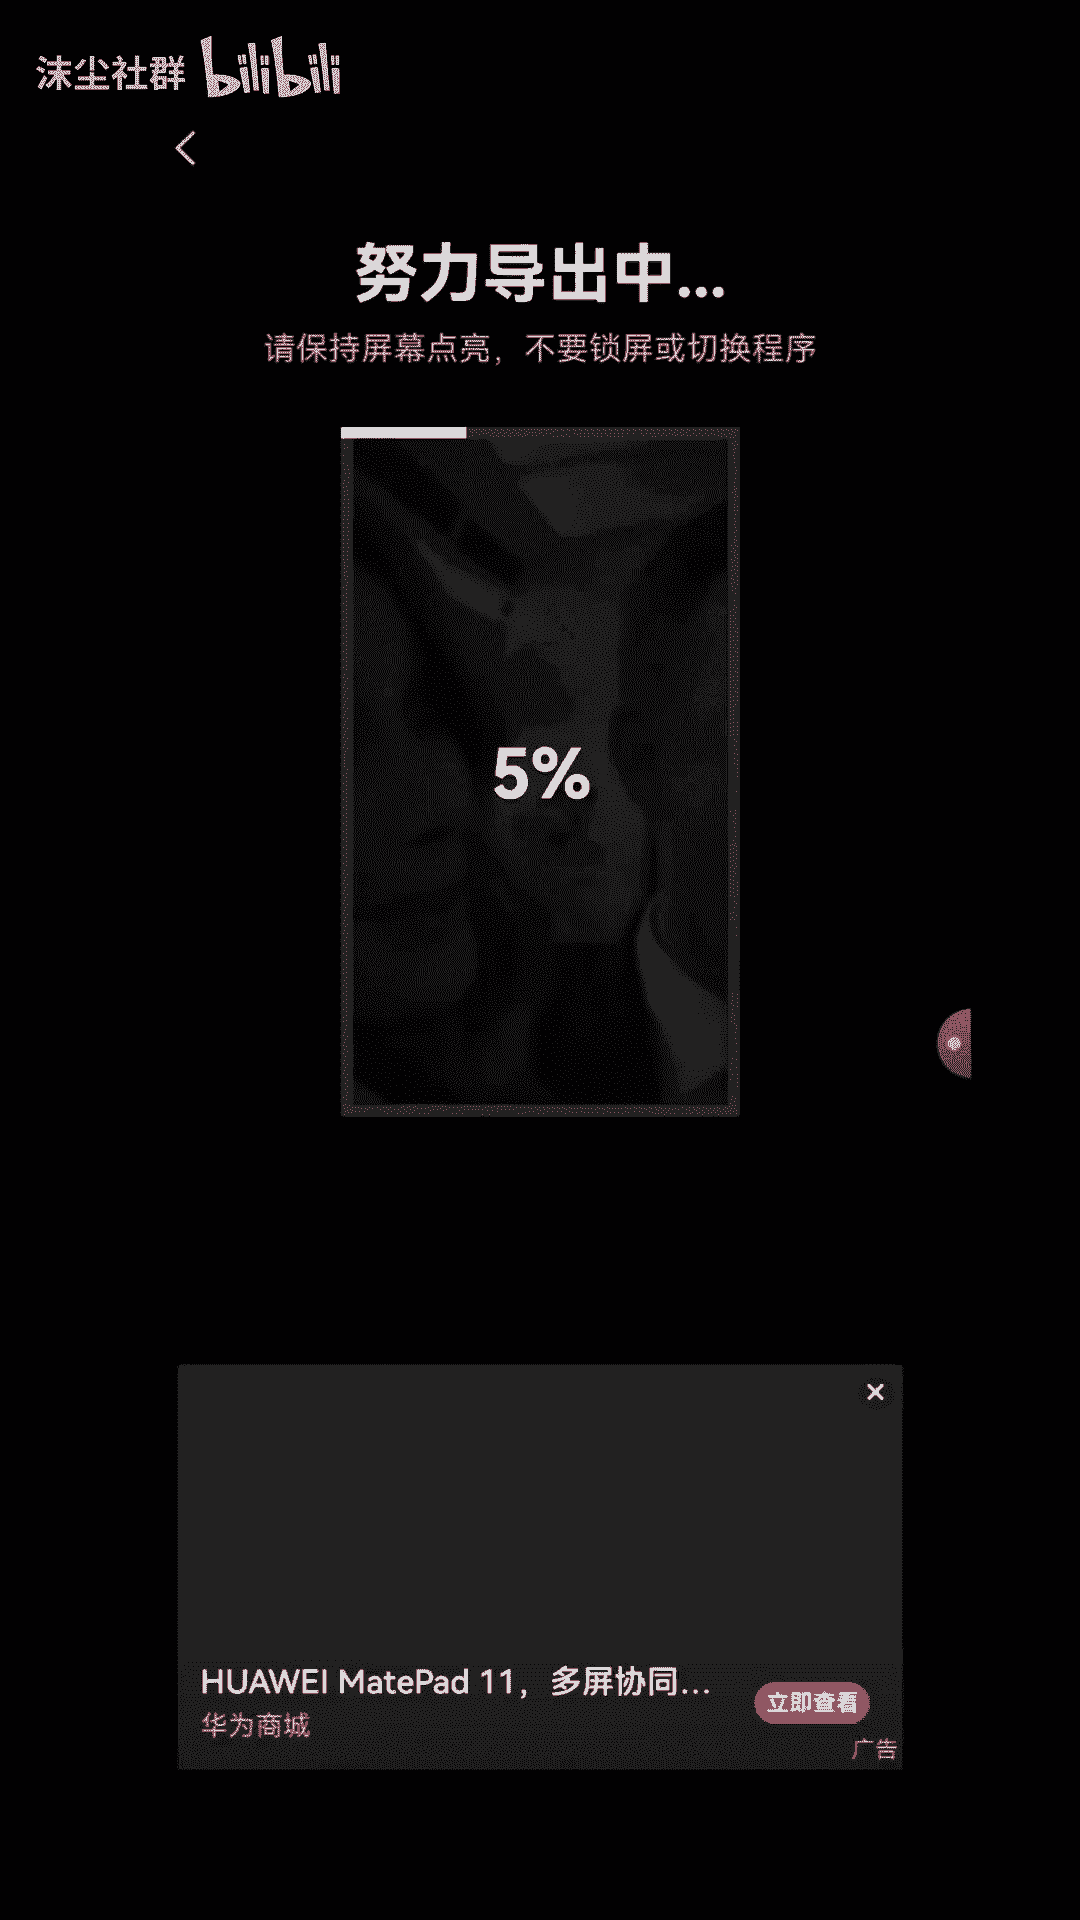 沫尘社群 bilibili
努力导出中...
请保持屏幕点亮，不要锁屏或切换程序
5%
HUAWEI MatePad 11，多屏协同...
华为商城
立即查看
广告